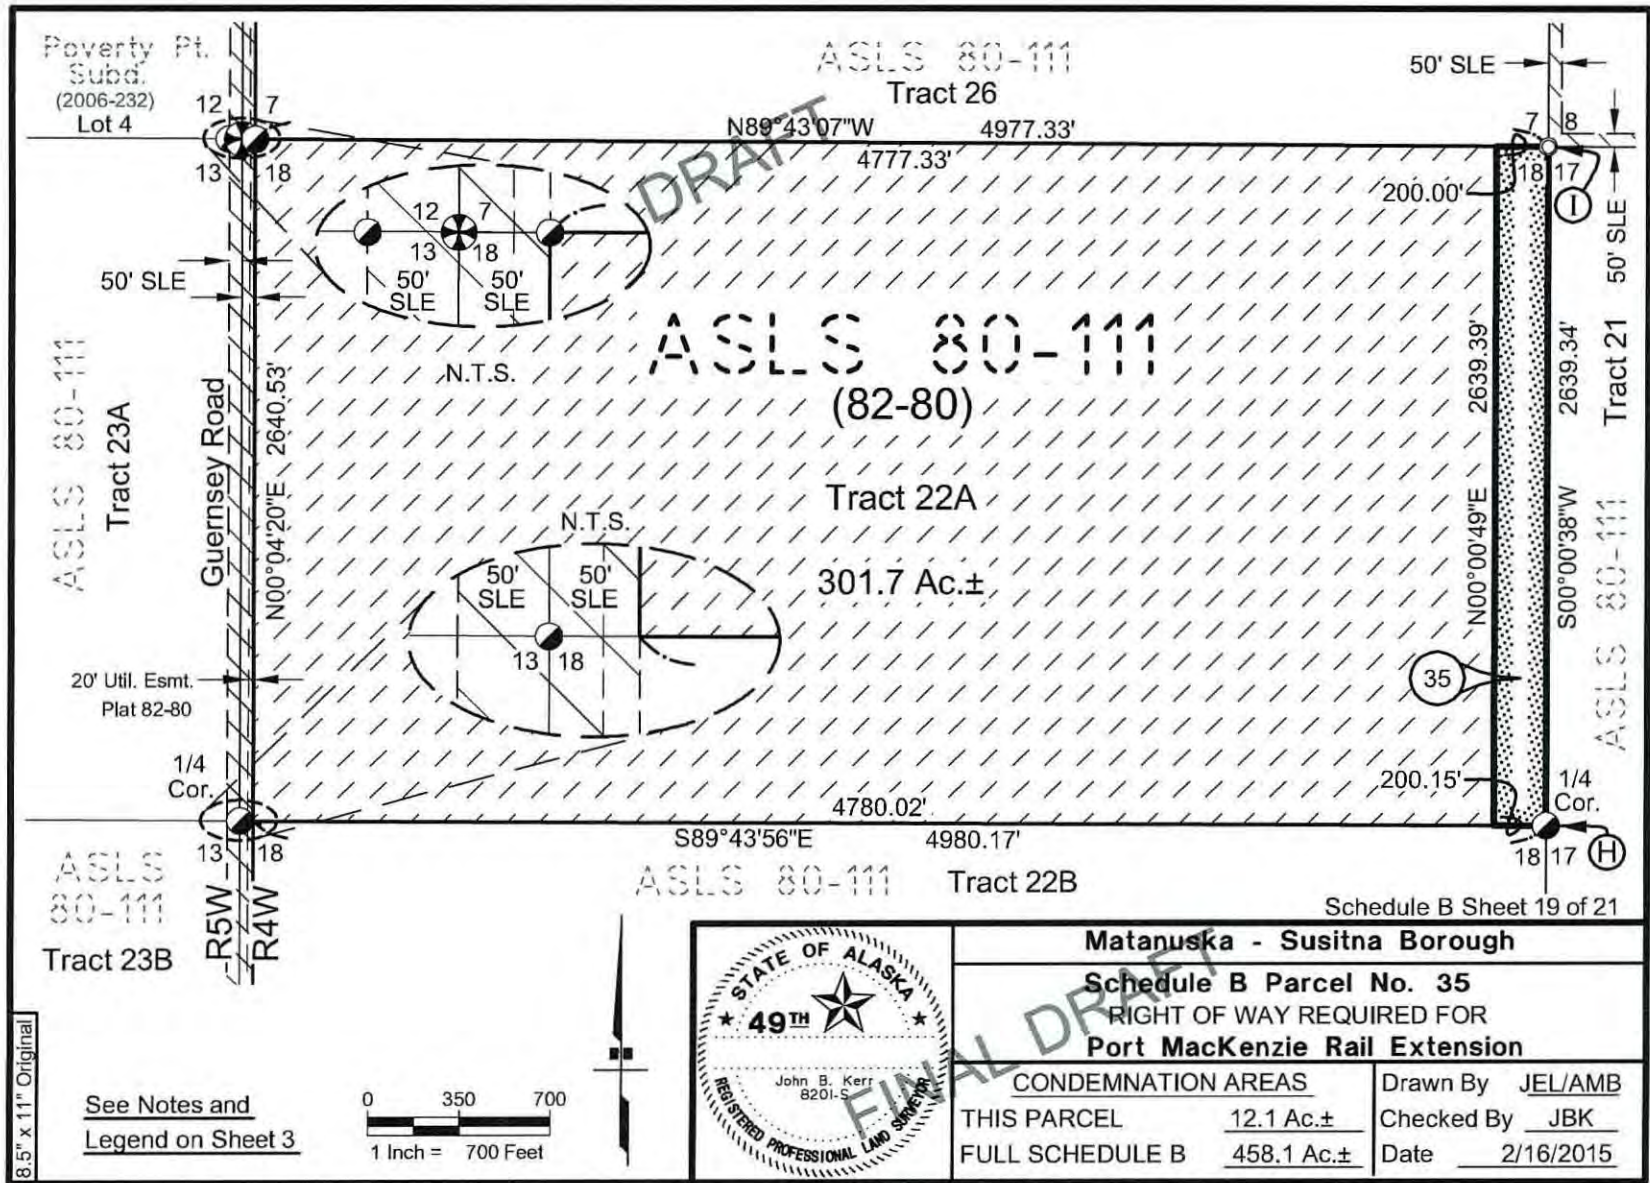 Poverty Pt.
Subd.
(2006-232)
Lot 4
ASLS 80-111
Tract 26
50' SLE
12 7
13 18
N89°43'07"W 4977.33'
4777.33'
DRAFT
7 8
18 17
200.00'
I
50' SLE
12 7
13 18
50' SLE
50' SLE
N.T.S.
50' SLE
ASLS 80-111
Tract 23A
Guernsey Road
N00°04'20"E 2640.53'
ASLS 80-111
(82-80)
Tract 22A
301.7 Ac.±
N.T.S.
50' SLE
50' SLE
13 18
N00°00'49"E 2639.39'
S00°00'38"W 2639.34'
Tract 21
ASLS 80-111
35
20' Util. Esmt.
Plat 82-80
1/4
Cor.
200.15'
1/4
Cor.
4780.02'
S89°43'56"E 4980.17'
13 18
18 17
H
ASLS
80-111
Tract 23B
R5W
R4W
ASLS 80-111 Tract 22B
Schedule B Sheet 19 of 21
8.5" x 11" Original
See Notes and
Legend on Sheet 3
0 350 700
1 Inch = 700 Feet
STATE OF ALASKA
49TH
John B. Kerr
8201-S
REGISTERED PROFESSIONAL LAND SURVEYOR
FINAL DRAFT
Matanuska - Susitna Borough
Schedule B Parcel No. 35
RIGHT OF WAY REQUIRED FOR
Port MacKenzie Rail Extension
CONDEMNATION AREAS
THIS PARCEL 12.1 Ac.±
FULL SCHEDULE B 458.1 Ac.±
Drawn By JEL/AMB
Checked By JBK
Date 2/16/2015